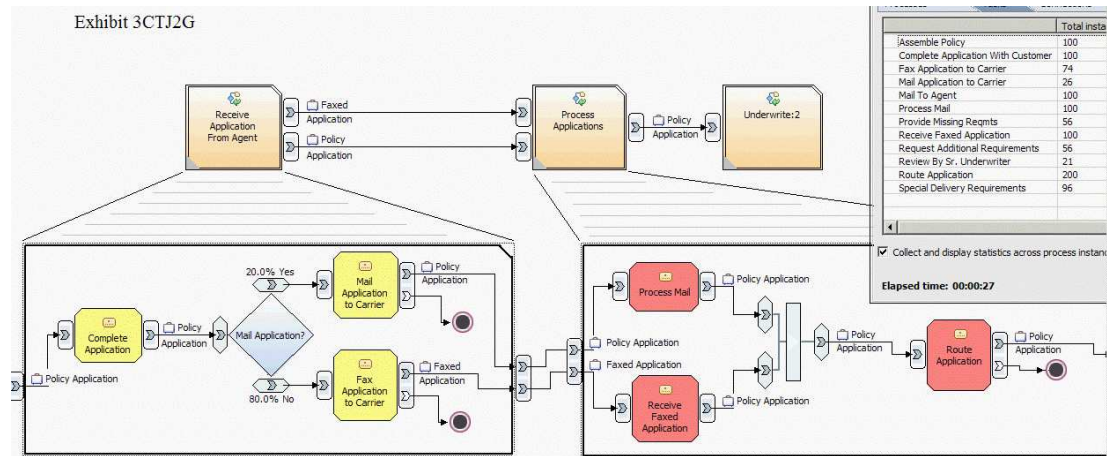 Exhibit 3CTJ2G
Total insta
Assemble Policy 100
Complete Application With Customer 100
Fax Application to Carrier 74
Mail Application to Carrier 26
Mail To Agent 100
Process Mail 100
Provide Missing Reqmts 56
Receive Faxed Application 100
Request Additional Requirements 56
Review By Sr. Underwriter 21
Route Application 200
Special Delivery Requirements 96
Collect and display statistics across process instanc
Elapsed time: 00:00:27
Receive
Application
From Agent
Faxed
Application
Policy
Application
Process
Applications
Policy
Application
Underwrite:2
Policy Application
Complete
Application
Policy
Application
Mail Application?
20.0% Yes
80.0% No
Mail
Application
to Carrier
Policy
Application
Fax
Application
to Carrier
Faxed
Application
Policy Application
Faxed Application
Process Mail
Policy Application
Receive
Faxed
Application
Policy Application
Policy
Application
Route
Application
Policy
Application